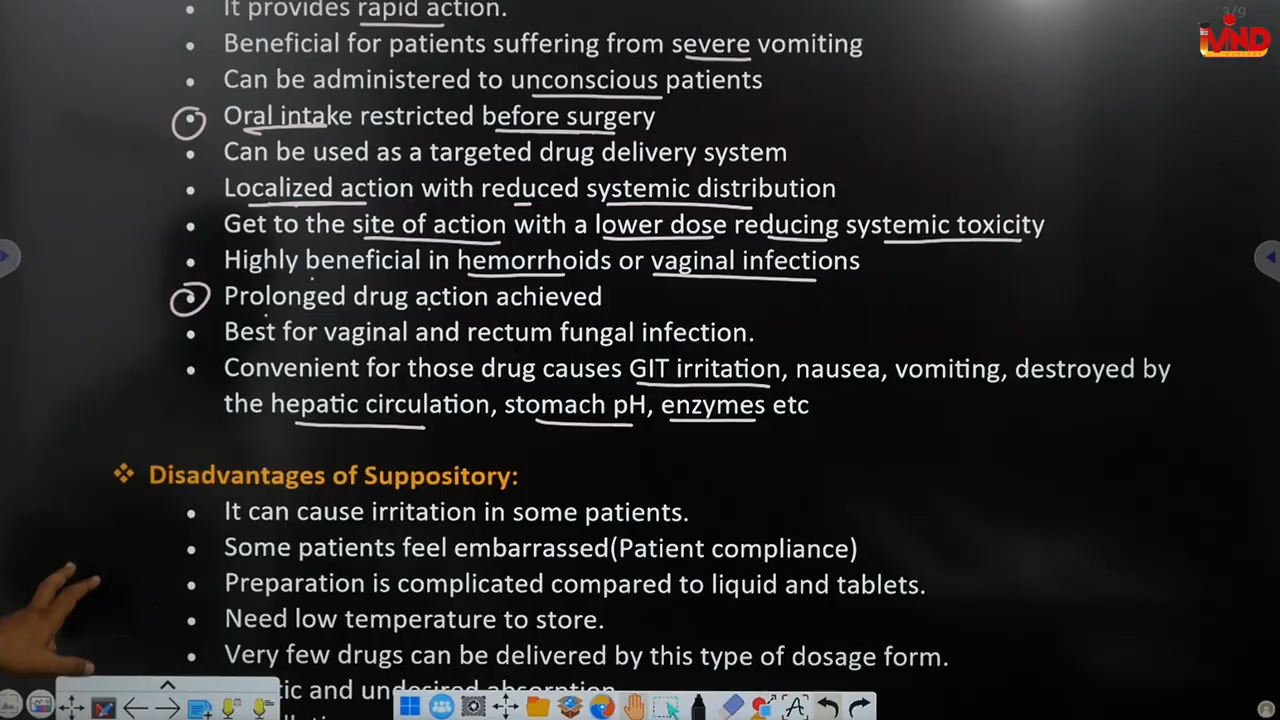 3/9
iMND
It provides rapid action.
Beneficial for patients suffering from severe vomiting
Can be administered to unconscious patients
Oral intake restricted before surgery
Can be used as a targeted drug delivery system
Localized action with reduced systemic distribution
Get to the site of action with a lower dose reducing systemic toxicity
Highly beneficial in hemorrhoids or vaginal infections
Prolonged drug action achieved
Best for vaginal and rectum fungal infection.
Convenient for those drug causes GIT irritation, nausea, vomiting, destroyed by
the hepatic circulation, stomach pH, enzymes etc
Disadvantages of Suppository:
It can cause irritation in some patients.
Some patients feel embarrassed(Patient compliance)
Preparation is complicated compared to liquid and tablets.
Need low temperature to store.
Very few drugs can be delivered by this type of dosage form.
and undesired absorption